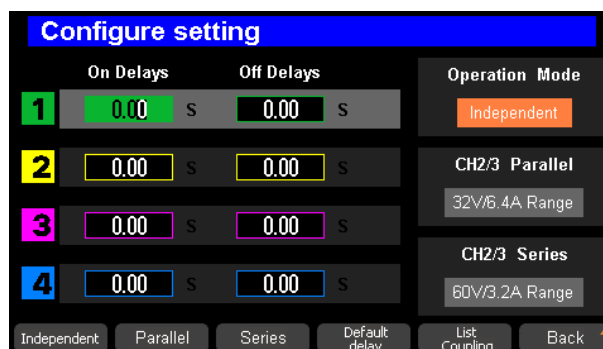 Configure setting
On Delays Off Delays
1 0.00 S 0.00 S
2 0.00 S 0.00 S
3 0.00 S 0.00 S
4 0.00 S 0.00 S
Operation Mode
Independent
CH2/3 Parallel
32V/6.4A Range
CH2/3 Series
60V/3.2A Range
Independent Parallel Series Default delay List Coupling Back